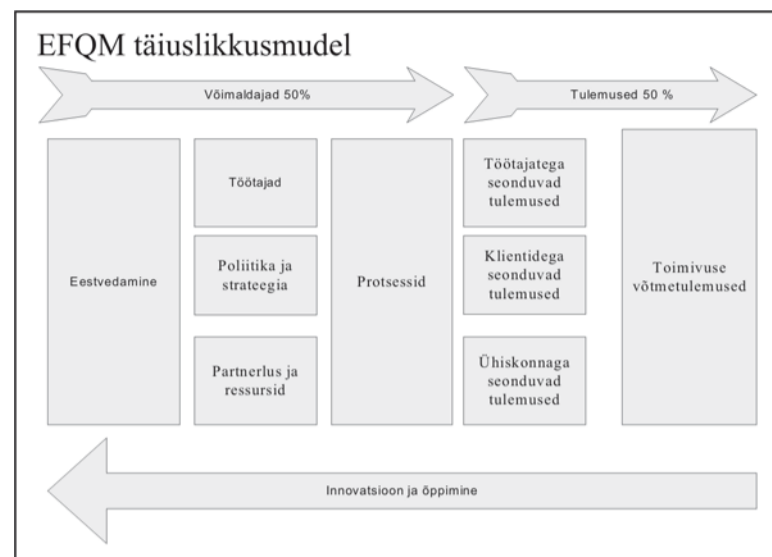 EFQM täiuslikkusmudel
Võimaldajad 50%
Tulemused 50 %
Eestvedamine
Töötajad
Poliitika ja
strateegia
Partnerlus ja
ressursid
Protsessid
Töötajatega
seonduvad
tulemused
Klientidega
seonduvad
tulemused
Ühiskonnaga
seonduvad
tulemused
Toimivuse
võtmetulemused
Innovatsioon ja õppimine